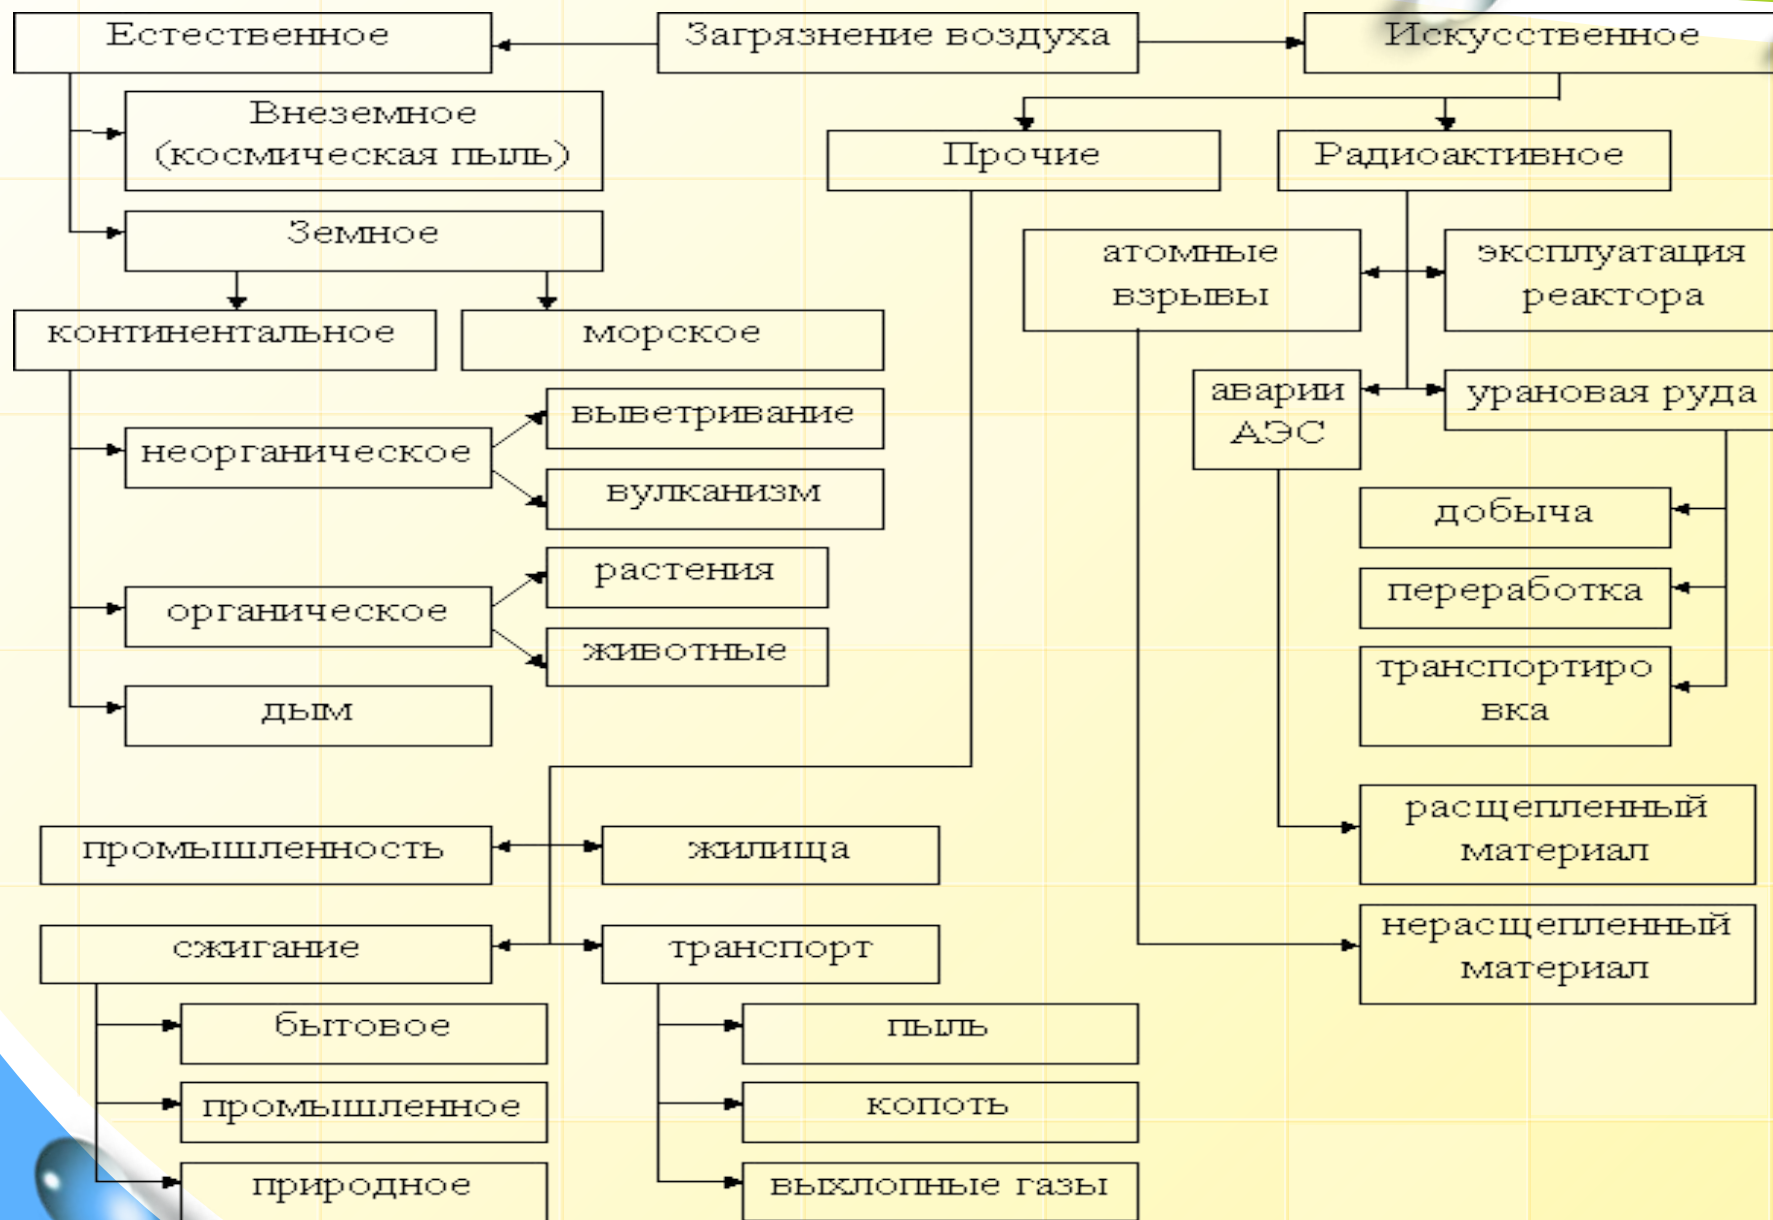 Естественное
Загрязнение воздуха
Искусственное
Внеземное
(космическая пыль)
Прочие
Радиоактивное
Земное
атомные
взрывы
эксплуатация
реактора
континентальное
морское
аварии
АЭС
урановая руда
выветривание
неорганическое
вулканизм
добыча
растения
переработка
органическое
животные
транспортиро
вка
дым
расщепленный
материал
промышленность
жилища
нерасщепленный
материал
сжигание
транспорт
бытовое
пыль
промышленное
копоть
природное
выхлопные газы